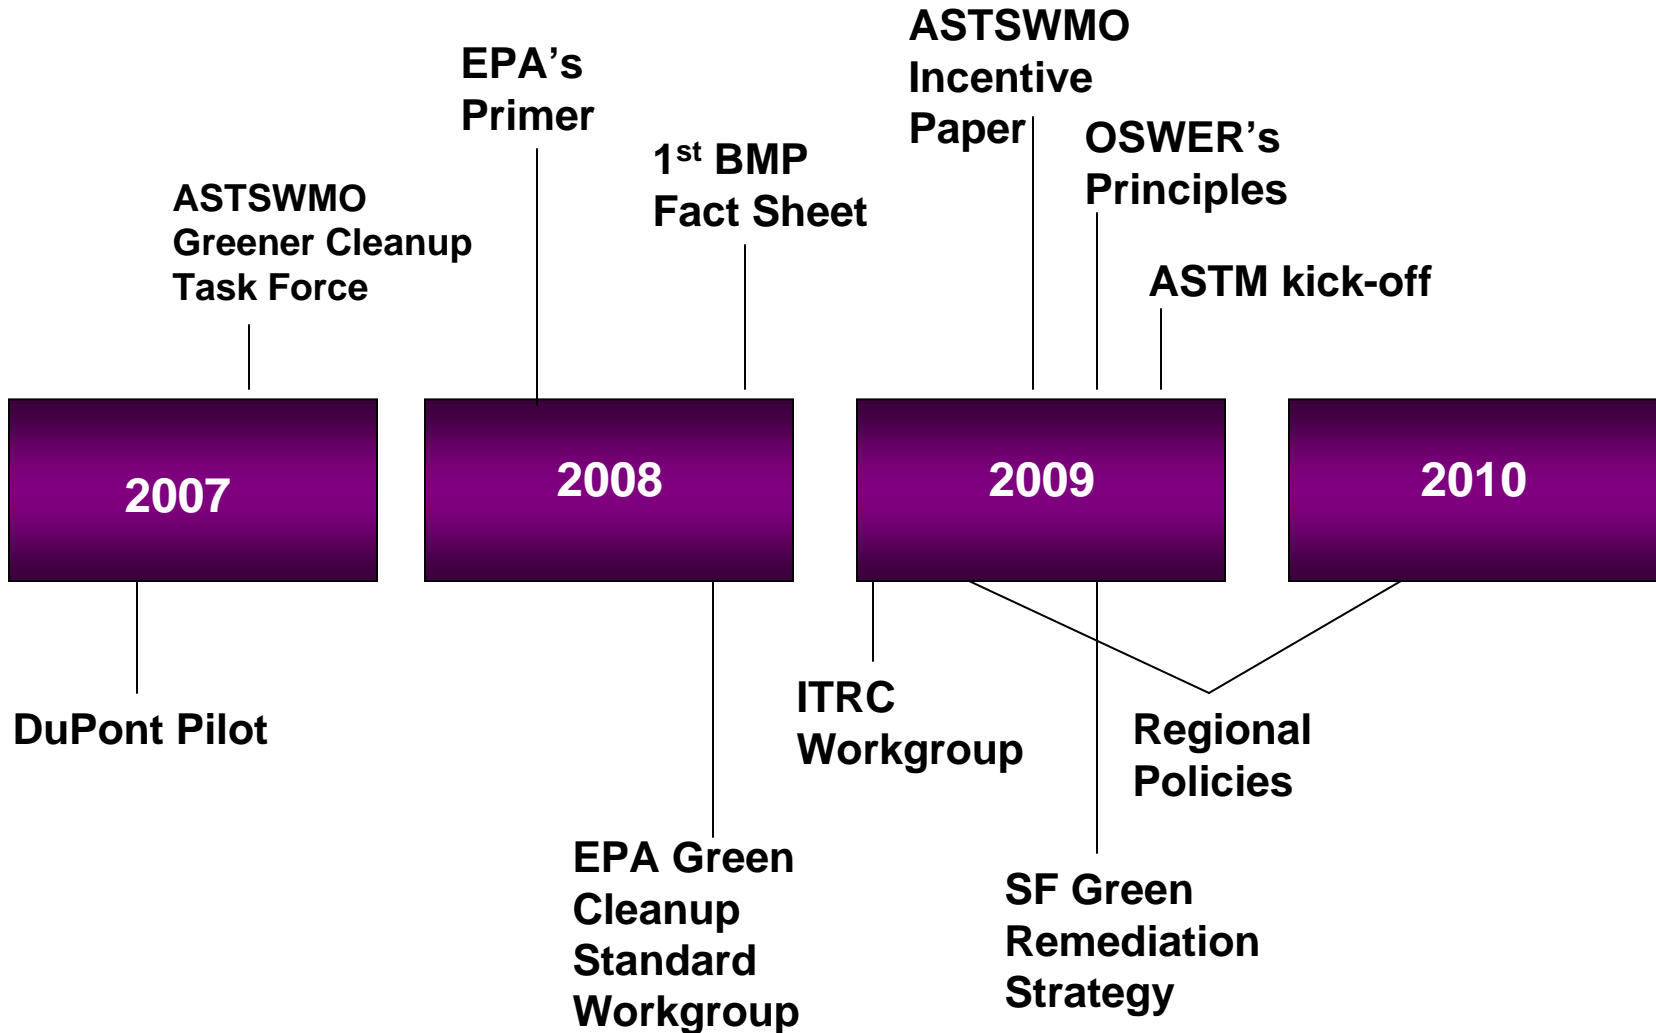 ASTSWMO
Greener Cleanup
Task Force
EPA’s
Primer
1st BMP
Fact Sheet
ASTSWMO
Incentive
Paper
OSWER’s
Principles
ASTM kick-off
2007
2008
2009
2010
DuPont Pilot
EPA Green
Cleanup
Standard
Workgroup
ITRC
Workgroup
SF Green
Remediation
Strategy
Regional
Policies